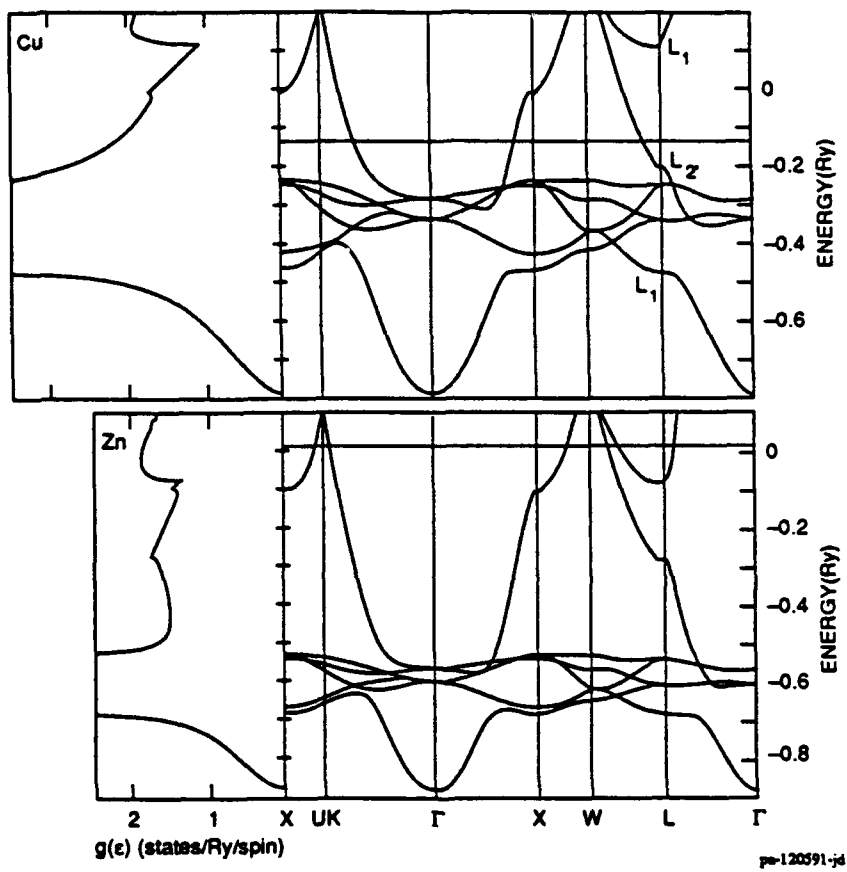 Cu
L1
0
-0.2
L2'
-0.4
L1
-0.6
ENERGY(Ry)
Zn
0
-0.2
-0.4
-0.6
-0.8
ENERGY(Ry)
2 1 X UK Γ X W L Γ
g(ε) (states/Ry/spin)
pn-120591-jd